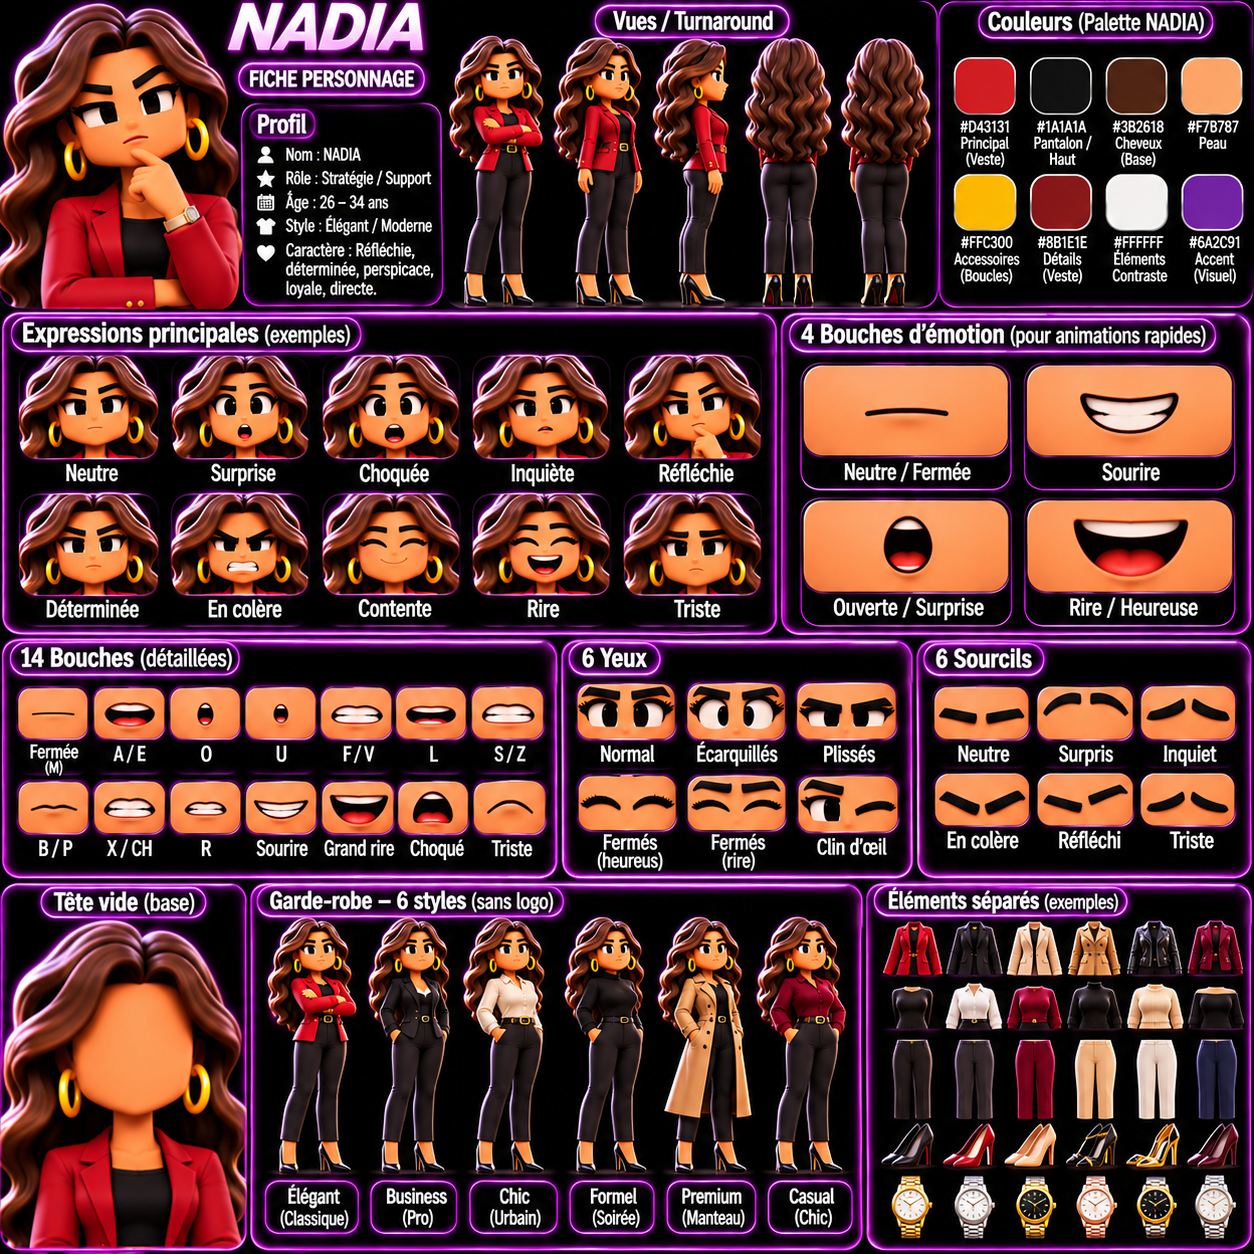 NADIA
FICHE PERSONNAGE
Profil
Nom : NADIA
Rôle : Stratégie / Support
Âge : 26 – 34 ans
Style : Élégant / Moderne
Caractère : Réfléchie,
déterminée, perspicace,
loyale, directe.
Vues / Turnaround
Couleurs (Palette NADIA)
#D43131
Principal
(Veste)
#1A1A1A
Pantalon /
Haut
#3B2618
Cheveux
(Base)
#F7B787
Peau
#FFC300
Accessoires
(Boucles)
#8B1E1E
Détails
(Veste)
#FFFFFF
Éléments
Contraste
#6A2C91
Accent
(Visuel)
Expressions principales (exemples)
Neutre
Surprise
Choquée
Inquiète
Réfléchie
Déterminée
En colère
Contente
Rire
Triste
4 Bouches d'émotion (pour animations rapides)
Neutre / Fermée
Sourire
Ouverte / Surprise
Rire / Heureuse
14 Bouches (détaillées)
Fermée
(M)
A / E
O
U
F / V
L
S / Z
B / P
X / CH
R
Sourire
Grand rire
Choqué
Triste
6 Yeux
Normal
Écarquillés
Plissés
Fermés
(heureus)
Fermés
(rire)
Clin d'œil
6 Sourcils
Neutre
Surpris
Inquiet
En colère
Réfléchi
Triste
Tête vide (base)
Garde-robe – 6 styles (sans logo)
Élégant
(Classique)
Business
(Pro)
Chic
(Urbain)
Formel
(Soirée)
Premium
(Manteau)
Casual
(Chic)
Éléments séparés (exemples)